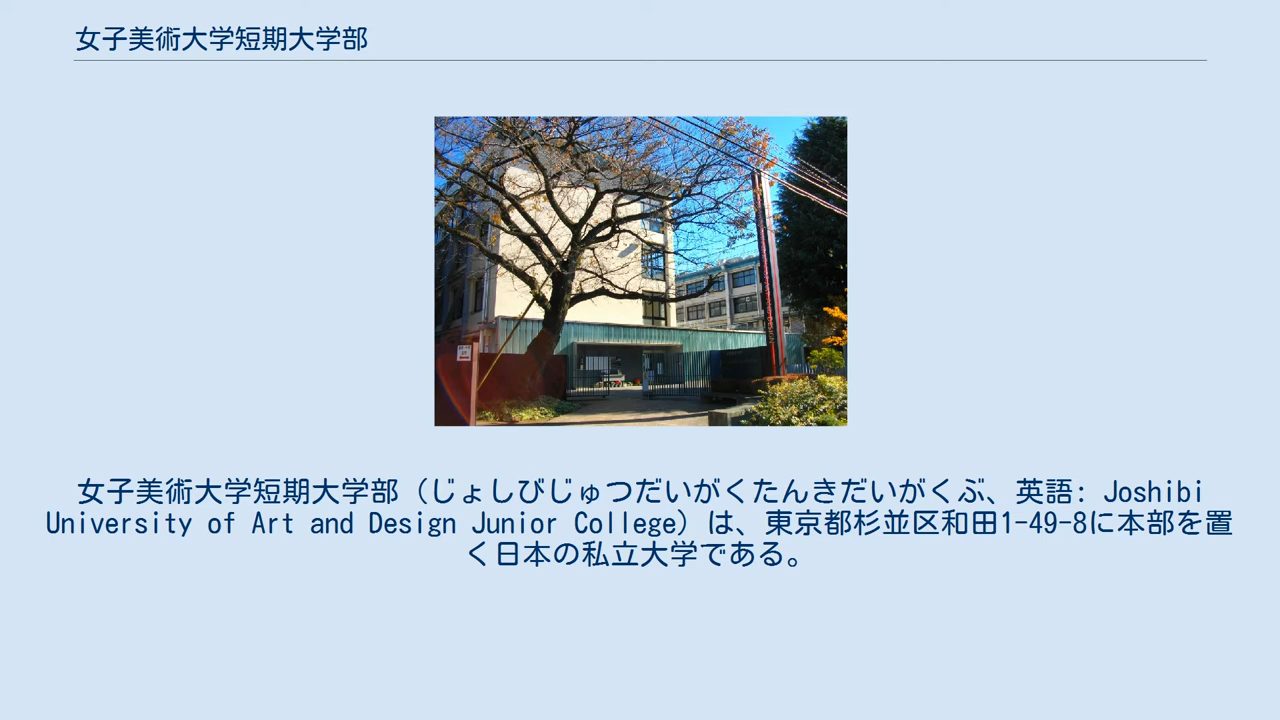 女子美術大学短期大学部
女子美術大学短期大学部（じょしびじゅつだいがくたんきだいがくぶ、英語: Joshibi
University of Art and Design Junior College）は、東京都杉並区和田1-49-8に本部を置
く日本の私立大学である。